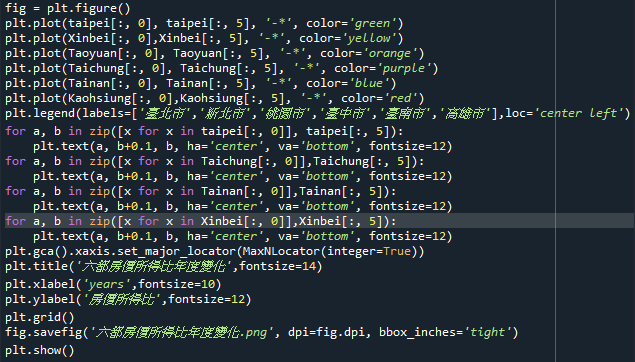 fig = plt.figure()
plt.plot(taipei[:, 0], taipei[:, 5], '-*', color='green')
plt.plot(Xinbei[:, 0],Xinbei[:, 5], '-*', color='yellow')
plt.plot(Taoyuan[:, 0], Taoyuan[:, 5], '-*', color='orange')
plt.plot(Taichung[:, 0], Taichung[:, 5], '-*', color='purple')
plt.plot(Tainan[:, 0], Tainan[:, 5], '-*', color='blue')
plt.plot(Kaohsiung[:, 0],Kaohsiung[:, 5], '-*', color='red')
plt.legend(labels=['臺北市','新北市','桃園市','臺中市','臺南市','高雄市'],loc='center left')
for a, b in zip([x for x in taipei[:, 0]], taipei[:, 5]):
    plt.text(a, b+0.1, b, ha='center', va='bottom', fontsize=12)
for a, b in zip([x for x in Taichung[:, 0]],Taichung[:, 5]):
    plt.text(a, b+0.1, b, ha='center', va='bottom', fontsize=12)
for a, b in zip([x for x in Tainan[:, 0]],Tainan[:, 5]):
    plt.text(a, b+0.1, b, ha='center', va='bottom', fontsize=12)
for a, b in zip([x for x in Xinbei[:, 0]],Xinbei[:, 5]):
    plt.text(a, b+0.1, b, ha='center', va='bottom', fontsize=12)
plt.gca().xaxis.set_major_locator(MaxNLocator(integer=True))
plt.title('六都房價所得比年度變化',fontsize=14)
plt.xlabel('years',fontsize=10)
plt.ylabel('房價所得比',fontsize=12)
plt.grid()
fig.savefig('六都房價所得比年度變化.png', dpi=fig.dpi, bbox_inches='tight')
plt.show()